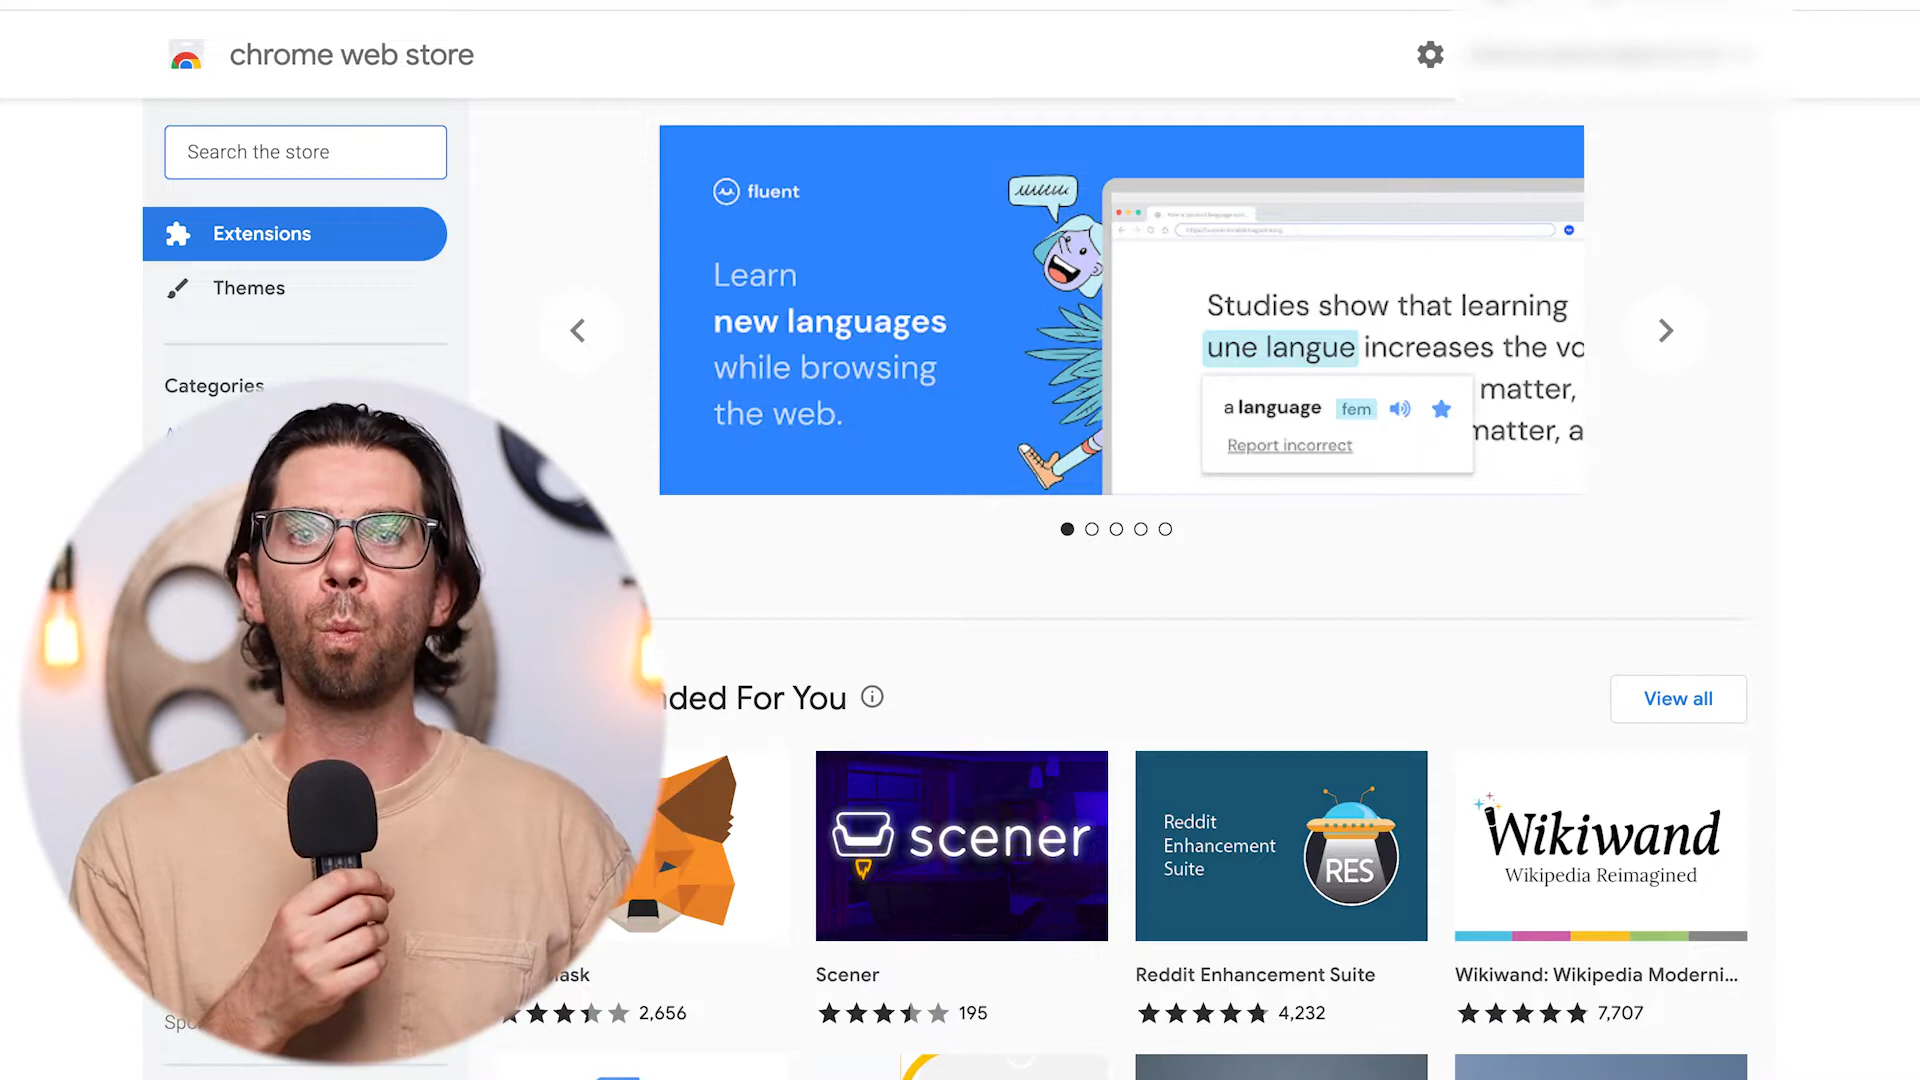 chrome web store
Search the store
Extensions
Themes
Categories
fluent
Learn
new languages
while browsing
the web.
Studies show that learning
une langue increases the vo
matter,
matter, a
a language fem
Report incorrect
nded For You
View all
scener
Reddit
Enhancement
Suite
RES
Wikiwand
Wikipedia Reimagined
ask
Scener
Reddit Enhancement Suite
Wikiwand: Wikipedia Moderni...
2,656
195
4,232
7,707
Spo